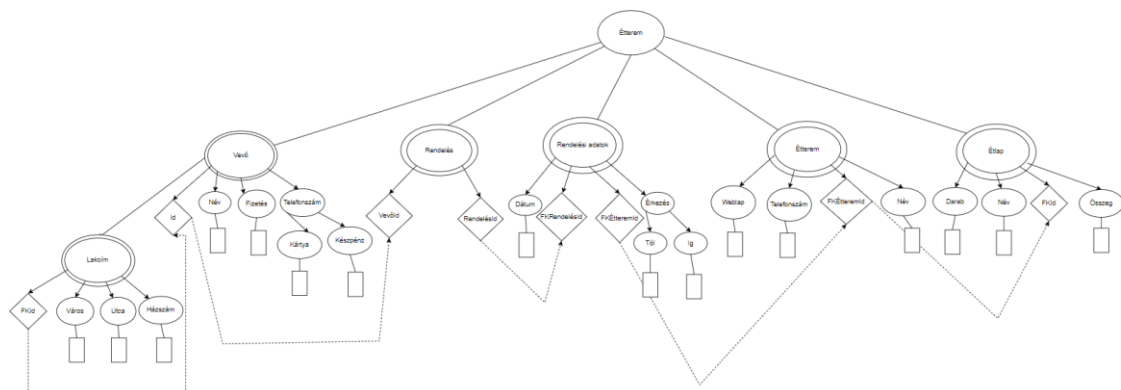 Étterem
Vevő
Rendelés
Rendelési adatok
Étterem
Étlap
Id
Név
Fizetés
Telefonszám
VevőId
RendelésId
Dátum
FKRendelésId
FKÉtteremId
Érkezés
Weblap
Telefonszám
FKÉtteremId
Név
Darab
Név
FKId
Összeg
Kártya
Készpénz
Tól
Ig
Lakcím
FKId
Város
Utca
Házszám